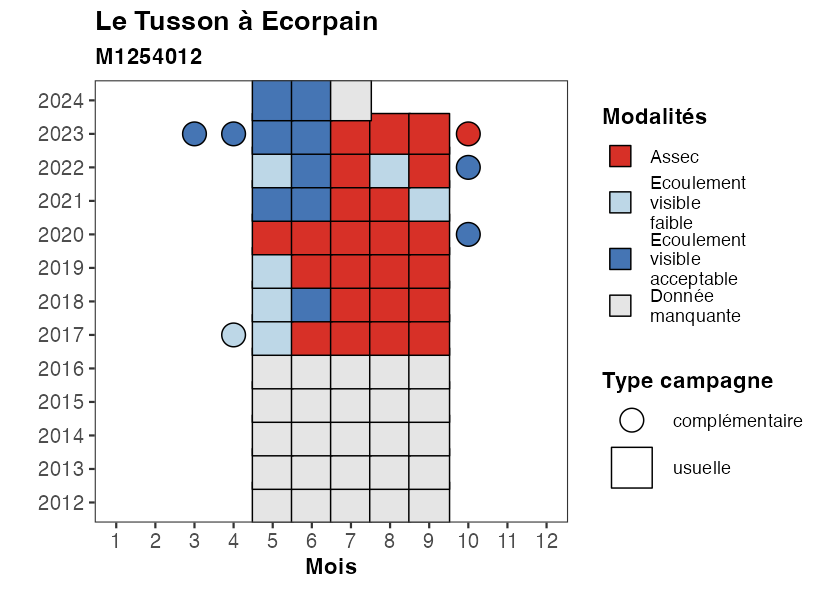 Le Tusson à Ecorpain
M1254012
2024
2023
2022
2021
2020
2019
2018
2017
2016
2015
2014
2013
2012
1 2 3 4 5 6 7 8 9 10 11 12
Mois
Modalités
Assec
Ecoulement
visible
faible
Ecoulement
visible
acceptable
Donnée
manquante
Type campagne
complémentaire
usuelle